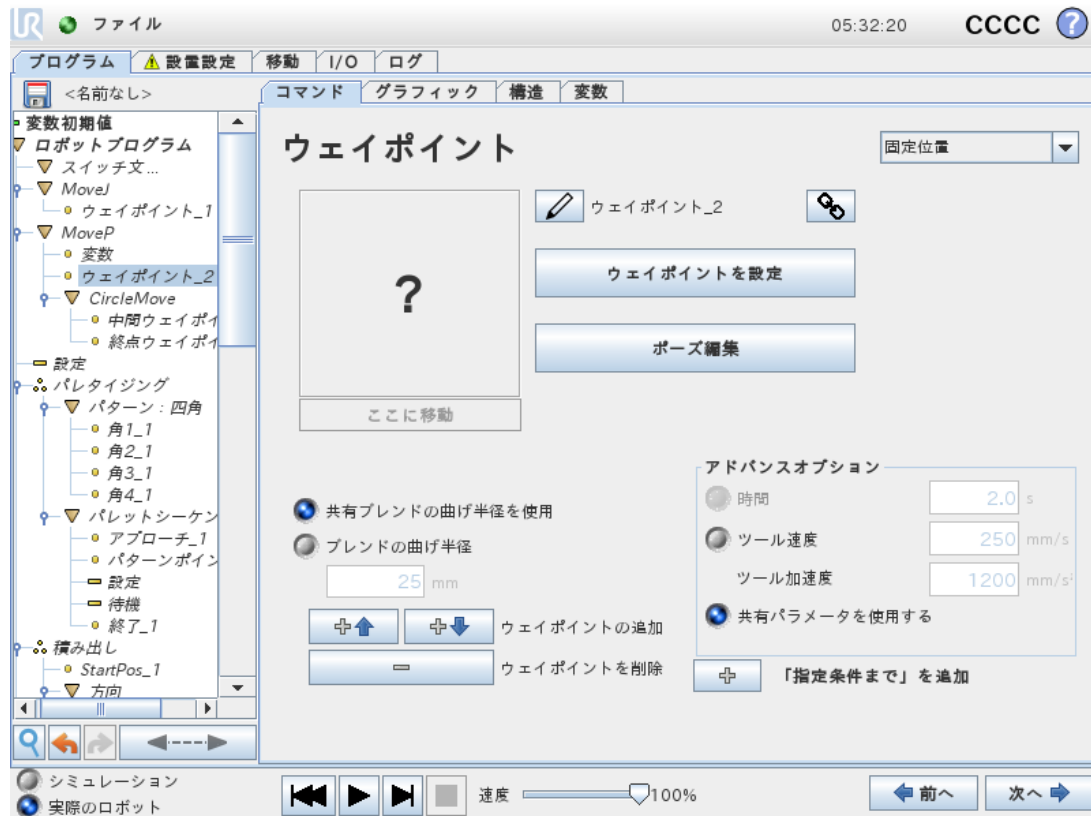 UR ファイル 05:32:20 CCCC ?
プログラム 設置設定 移動 I/O ログ
<名前なし>
コマンド グラフィック 構造 変数
変数初期値
ロボットプログラム
スイッチ文...
MoveJ
ウェイポイント_1
MoveP
変数
ウェイポイント_2
CircleMove
中間ウェイポイ
終点ウェイポイ
設定
パレタイジング
パターン : 四角
角1_1
角2_1
角3_1
角4_1
パレットシーケン
アプローチ_1
パターンポイン
設定
待機
終了_1
積み出し
StartPos_1
方向
ウェイポイント
固定位置
?
ここに移動
ウェイポイント_2
ウェイポイントを設定
ポーズ編集
共有ブレンドの曲げ半径を使用
ブレンドの曲げ半径
25 mm
ウェイポイントの追加
ウェイポイントを削除
アドバンスオプション
時間 2.0 s
ツール速度 250 mm/s
ツール加速度 1200 mm/s²
共有パラメータを使用する
「指定条件まで」を追加
シミュレーション
実際のロボット
速度 100%
前へ 次へ